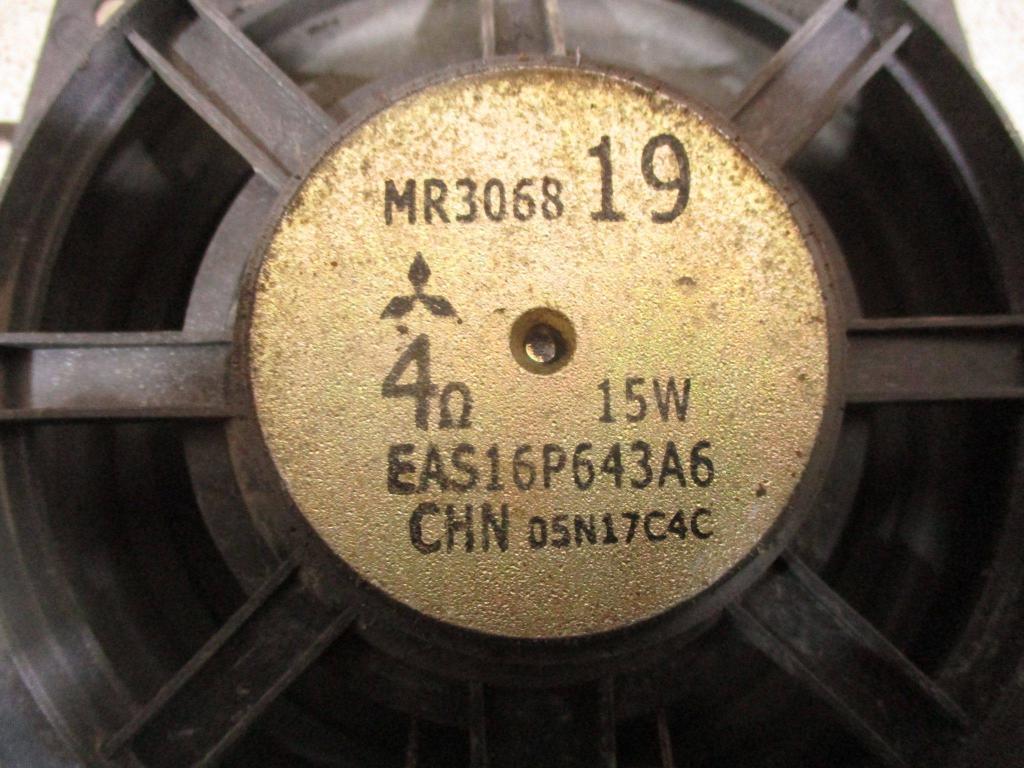 MR3068 19
4Ω 15W
EAS16P643A6
CHN 05N17C4C